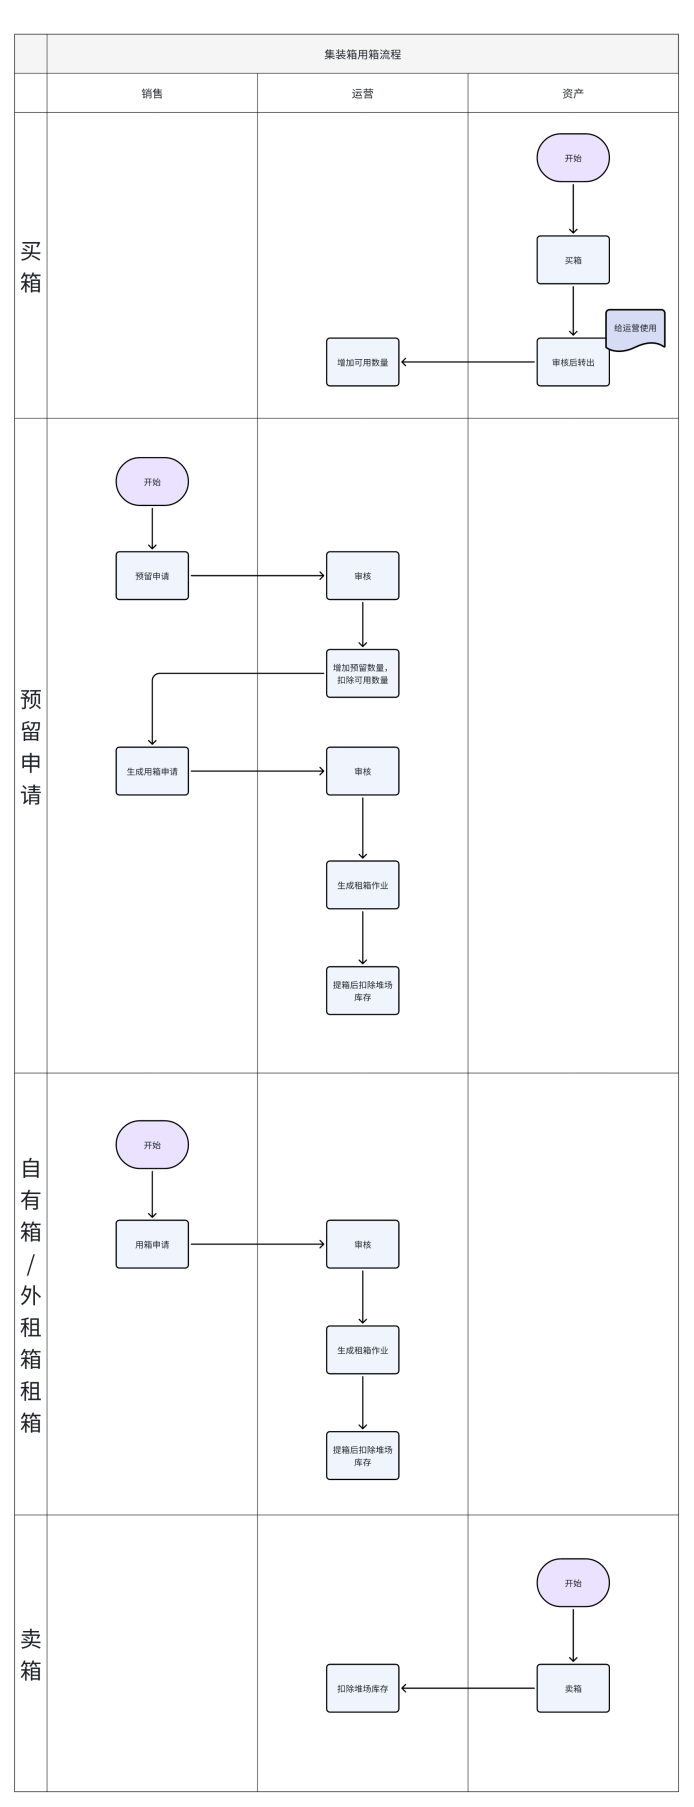 集装箱用箱流程
销售
运营
资产
买
箱
开始
买箱
给运营使用
增加可用数量
审核后转出
预
留
申
请
开始
预留申请
审核
增加预留数量，
扣除可用数量
生成用箱申请
审核
生成租箱作业
提箱后扣除堆场
库存
自
有
箱
/
外
租
箱
租
箱
开始
用箱申请
审核
生成租箱作业
提箱后扣除堆场
库存
卖
箱
开始
扣除堆场库存
卖箱